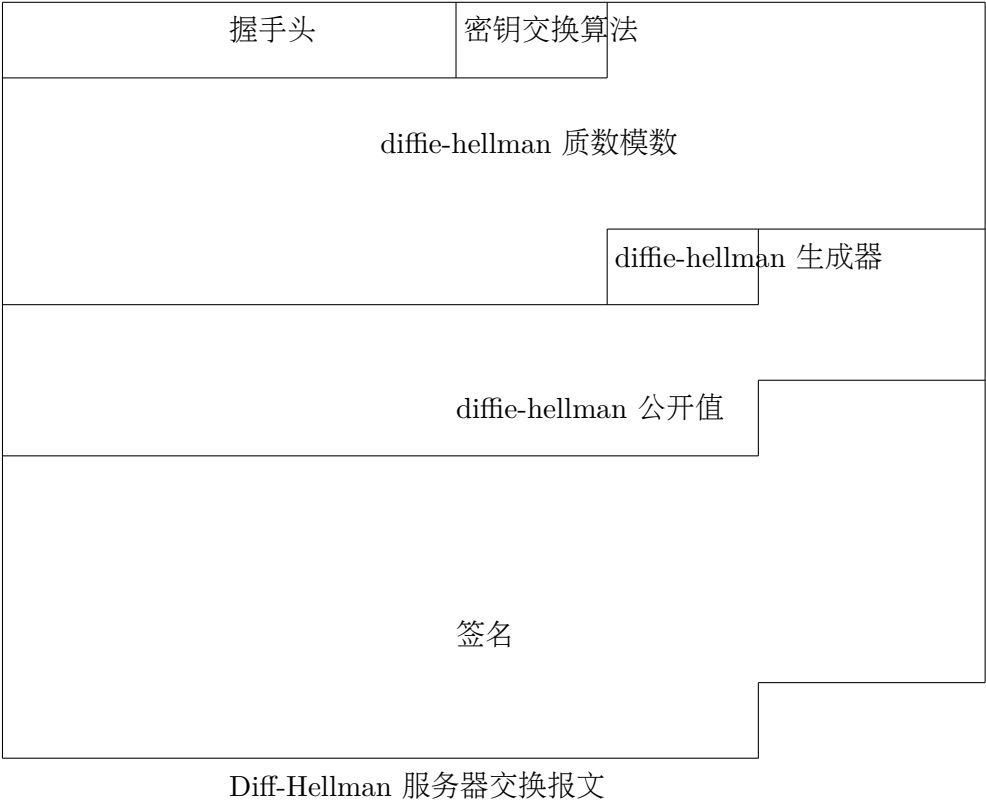 握手头 密钥交换算法
diffie-hellman 质数模数
diffie-hellman 生成器
diffie-hellman 公开值
签名
Diff-Hellman 服务器交换报文